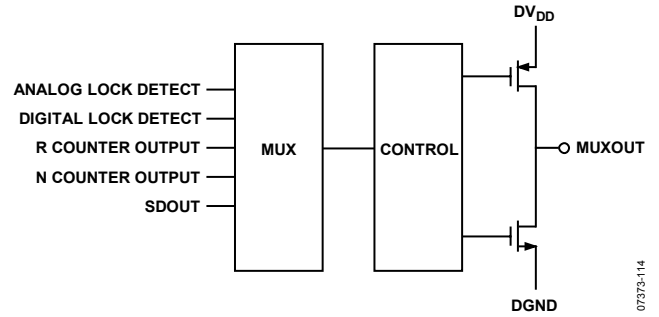 DVDD
ANALOG LOCK DETECT
DIGITAL LOCK DETECT
R COUNTER OUTPUT
N COUNTER OUTPUT
SDOUT
MUX
CONTROL
MUXOUT
DGND
07373-114